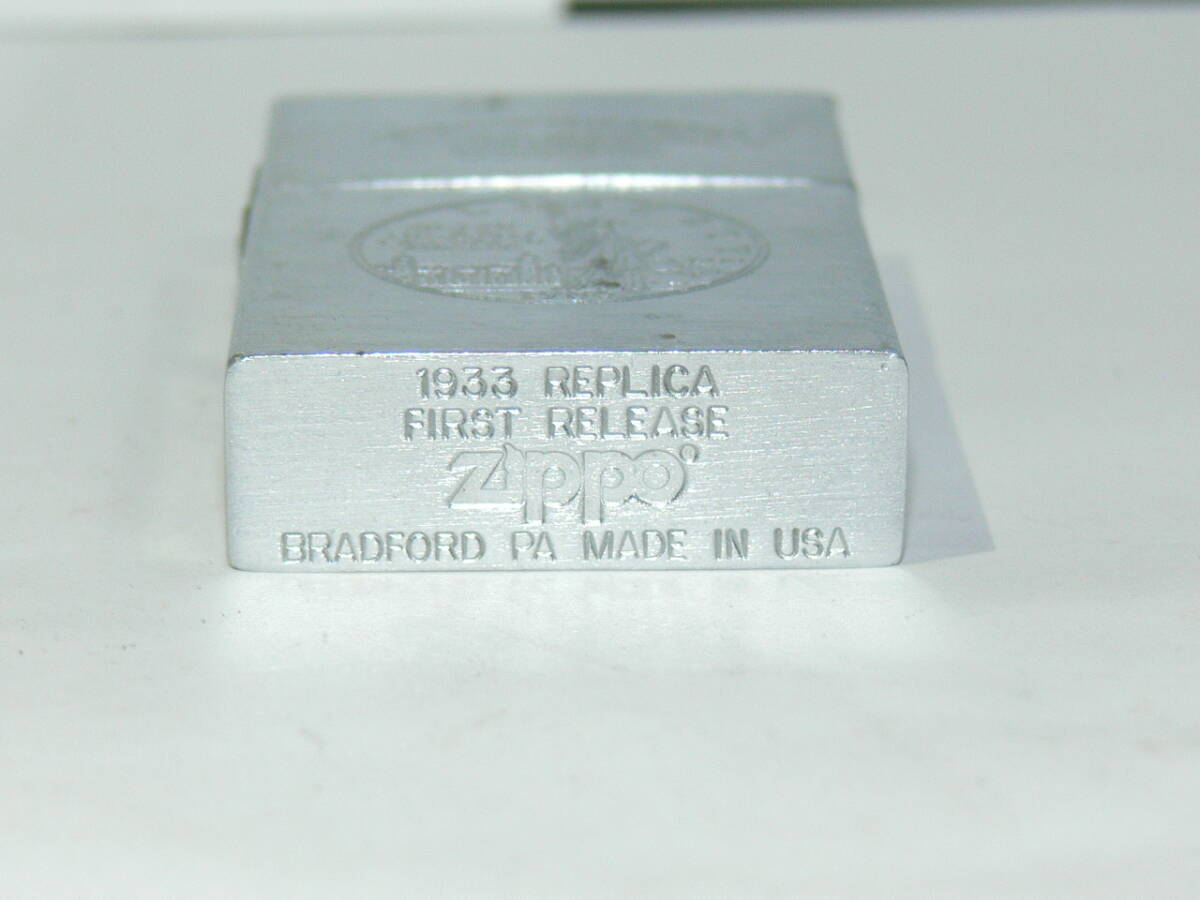 1933 REPLICA
FIRST RELEASE
zippo
BRADFORD PA MADE IN USA